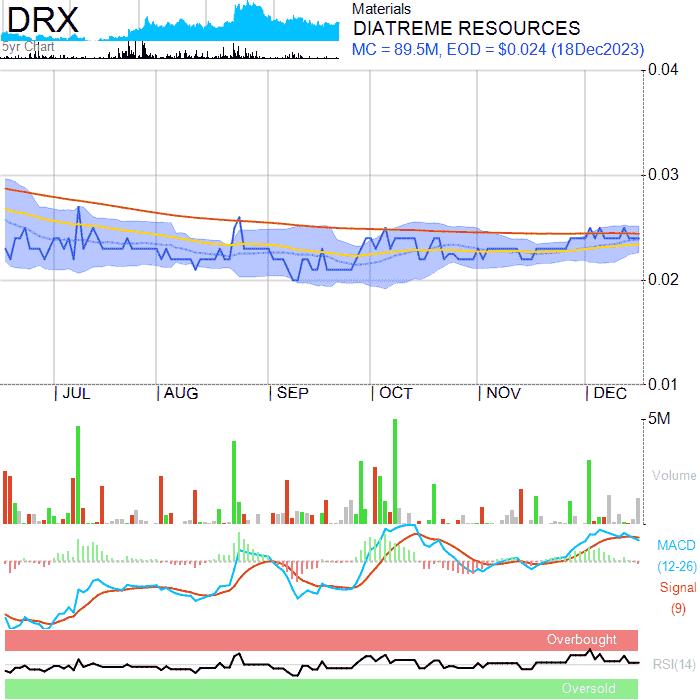 DRX
5yr Chart
Materials
DIATREME RESOURCES
MC = 89.5M, EOD = $0.024 (18Dec2023)
0.04
0.03
0.02
0.01
JUL AUG SEP OCT NOV DEC
5M
Volume
MACD
(12-26)
Signal
(9)
Overbought
RSI(14)
Oversold